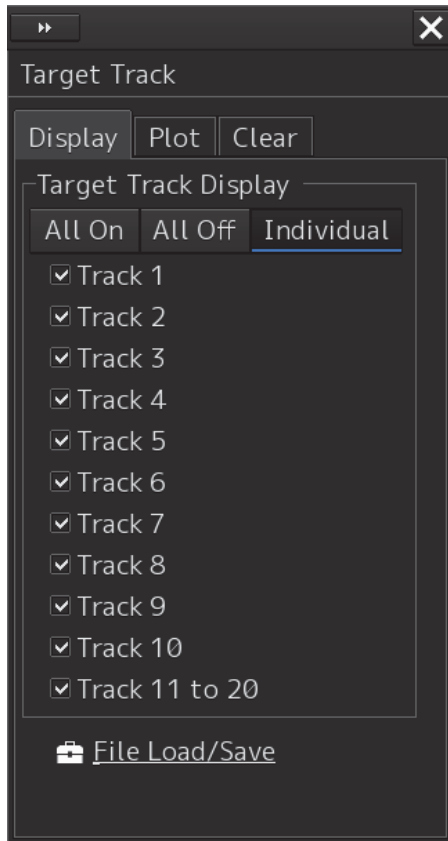 Target Track
Display Plot Clear
Target Track Display
All On All Off Individual
Track 1
Track 2
Track 3
Track 4
Track 5
Track 6
Track 7
Track 8
Track 9
Track 10
Track 11 to 20
File Load/Save